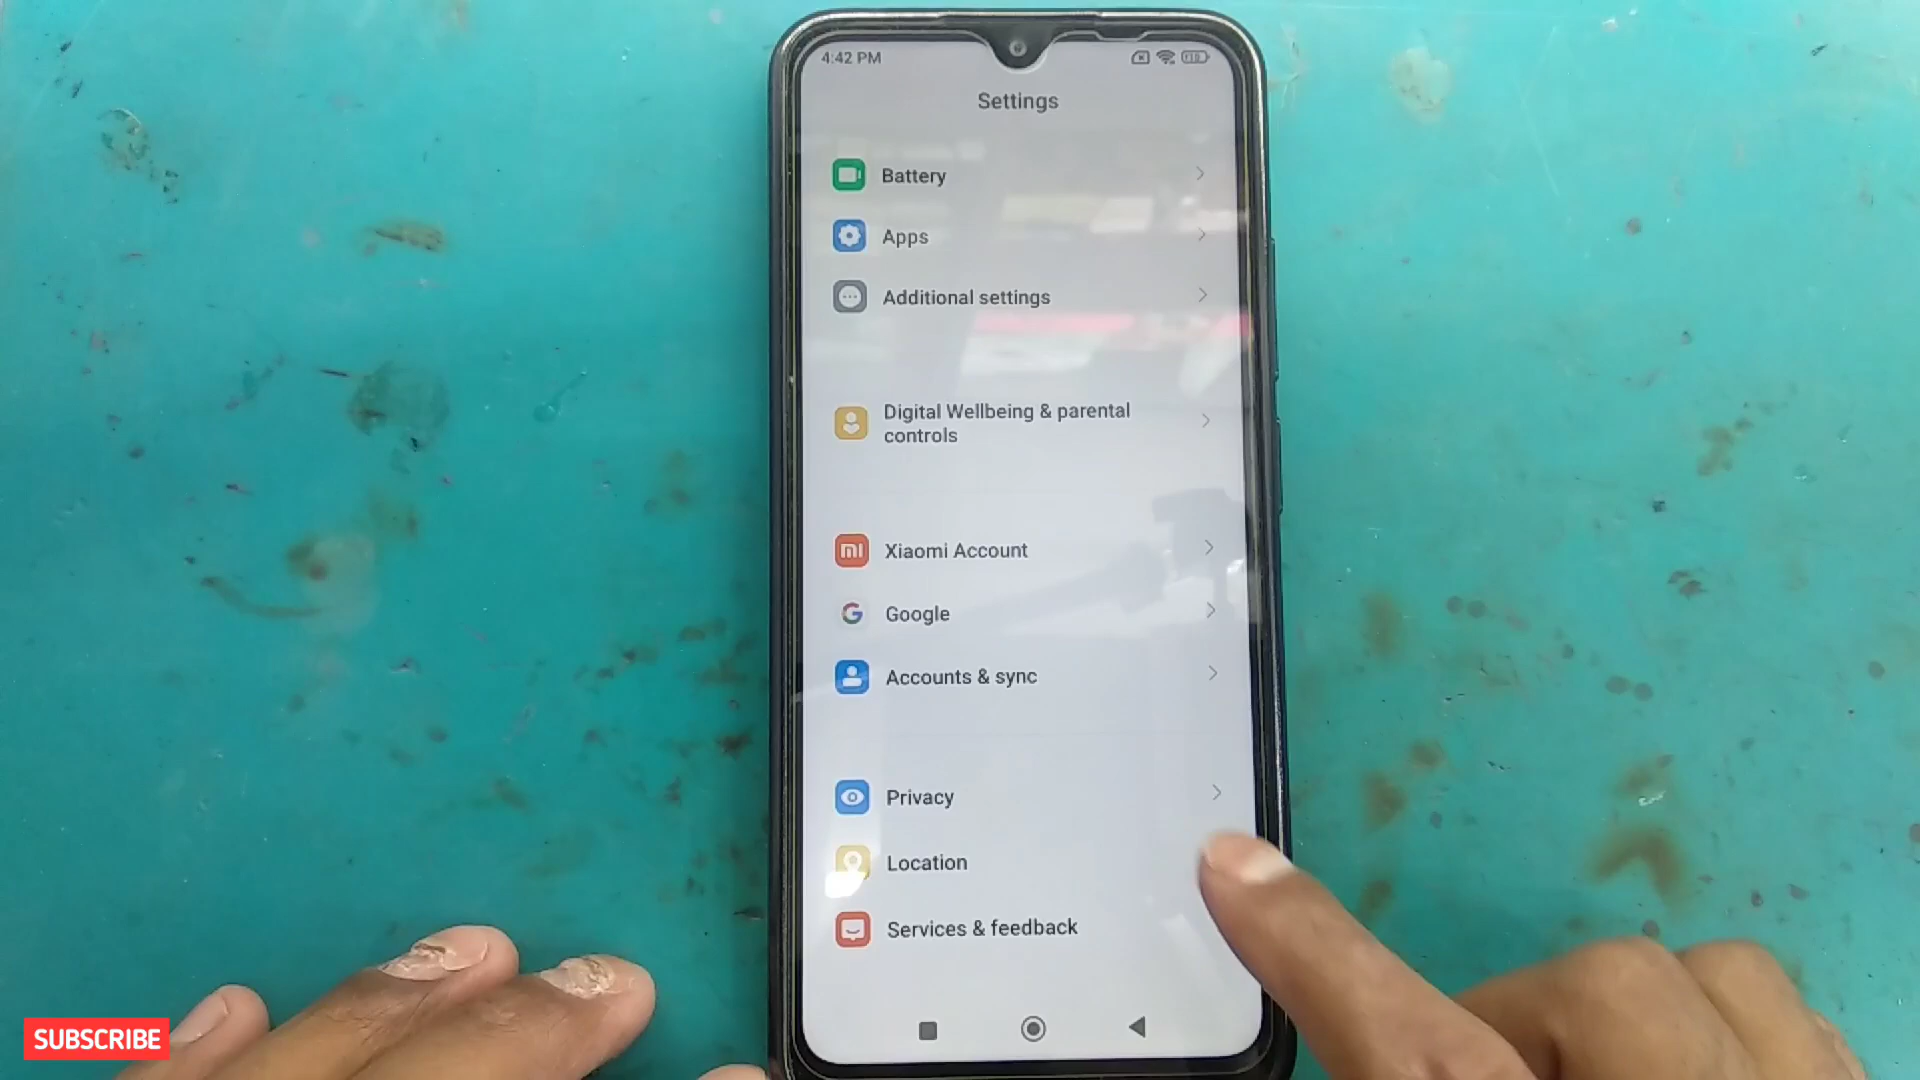 4:42 PM
Settings
Battery
Apps
Additional settings
Digital Wellbeing & parental
controls
Xiaomi Account
Google
Accounts & sync
Privacy
Location
Services & feedback
SUBSCRIBE